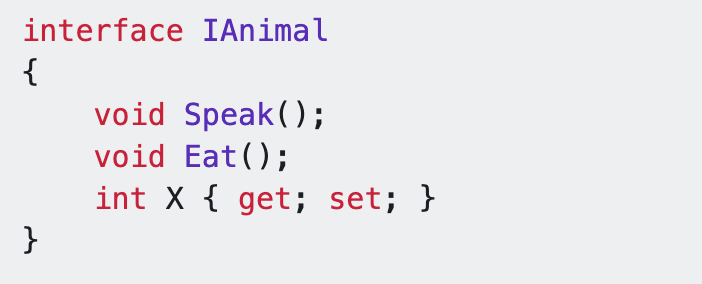 interface IAnimal
{
    void Speak();
    void Eat();
    int X { get; set; }
}